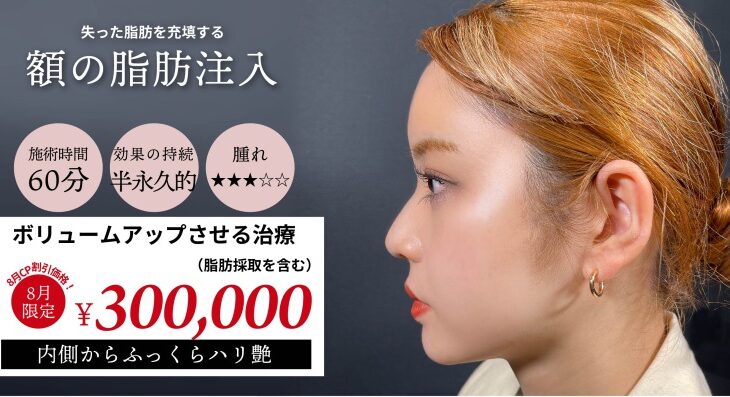 失った脂肪を充填する
額の脂肪注入
施術時間
60分
効果の持続
半永久的
腫れ
★★★☆☆
ボリュームアップさせる治療
（脂肪採取を含む）
8月CP割引価格！
8月
限定
¥300,000
内側からふっくらハリ艶